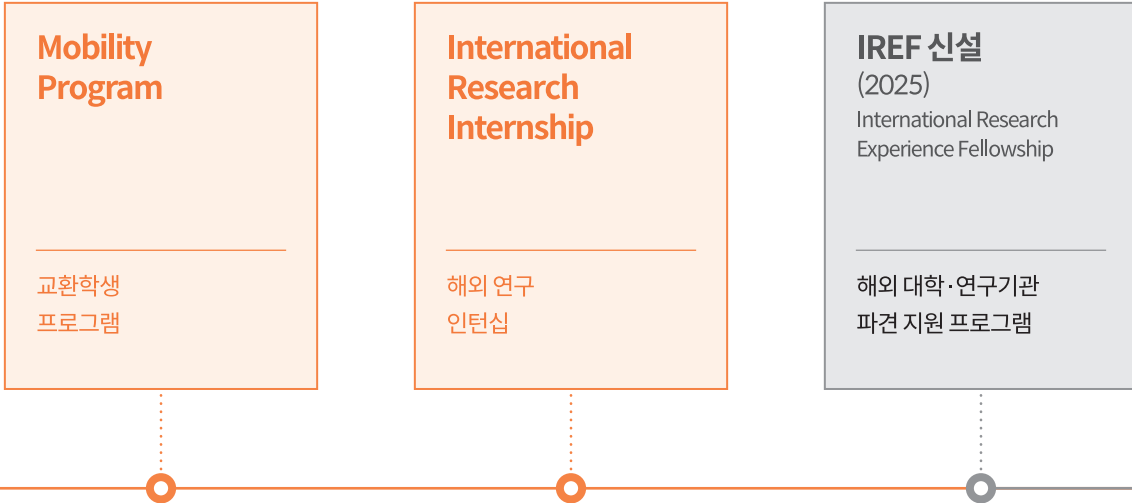 Mobility
Program
교환학생
프로그램
International
Research
Internship
해외 연구
인턴십
IREF 신설
(2025)
International Research
Experience Fellowship
해외 대학·연구기관
파견 지원 프로그램